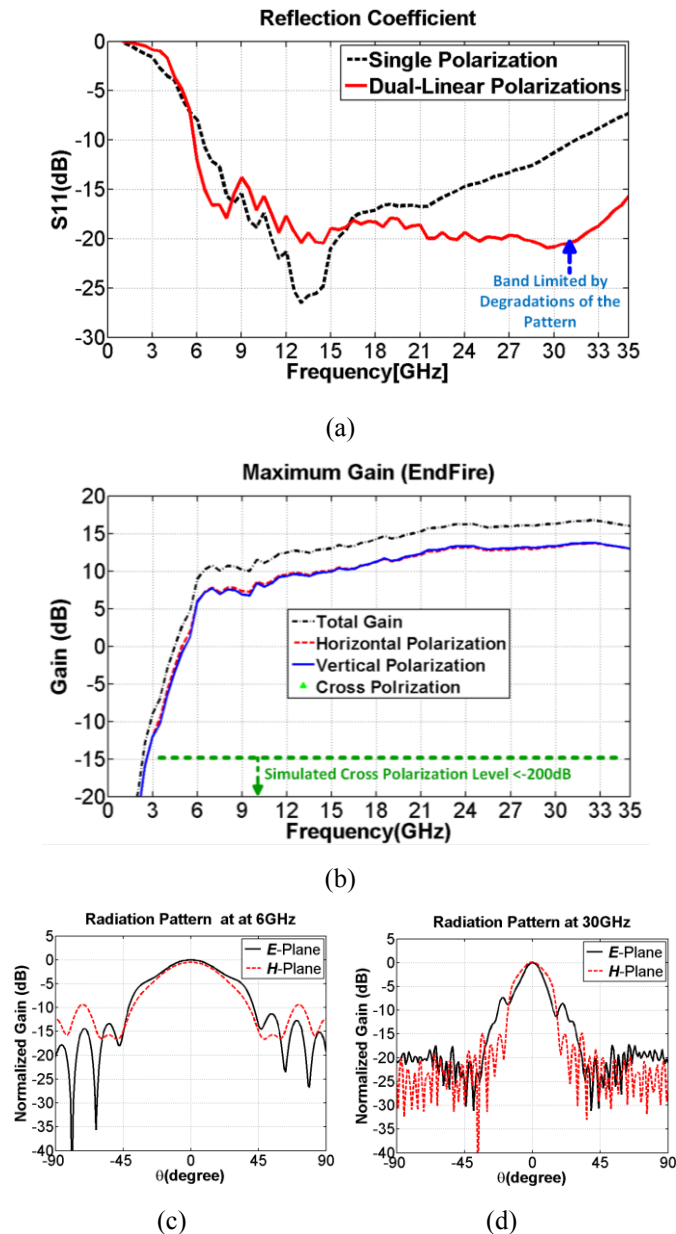 Reflection Coefficient
Single Polarization
Dual-Linear Polarizations
S11(dB)
0
-5
-10
-15
-20
-25
-30
Band Limited by
Degradations of the
Pattern
0 3 6 9 12 15 18 21 24 27 30 33 35
Frequency[GHz]
(a)
Maximum Gain (EndFire)
Gain (dB)
20
15
10
5
0
-5
-10
-15
-20
Total Gain
Horizontal Polarization
Vertical Polarization
Cross Polrization
Simulated Cross Polarization Level <-200dB
0 3 6 9 12 15 18 21 24 27 30 33 35
Frequency(GHz)
(b)
Radiation Pattern at at 6GHz
Normalized Gain (dB)
5
0
-5
-10
-15
-20
-25
-30
-35
-40
E-Plane
H-Plane
-90 -45 0 45 90
θ(degree)
(c)
Radiation Pattern at 30GHz
Normalized Gain (dB)
5
0
-5
-10
-15
-20
-25
-30
-35
-40
E-Plane
H-Plane
-90 -45 0 45 90
θ(degree)
(d)